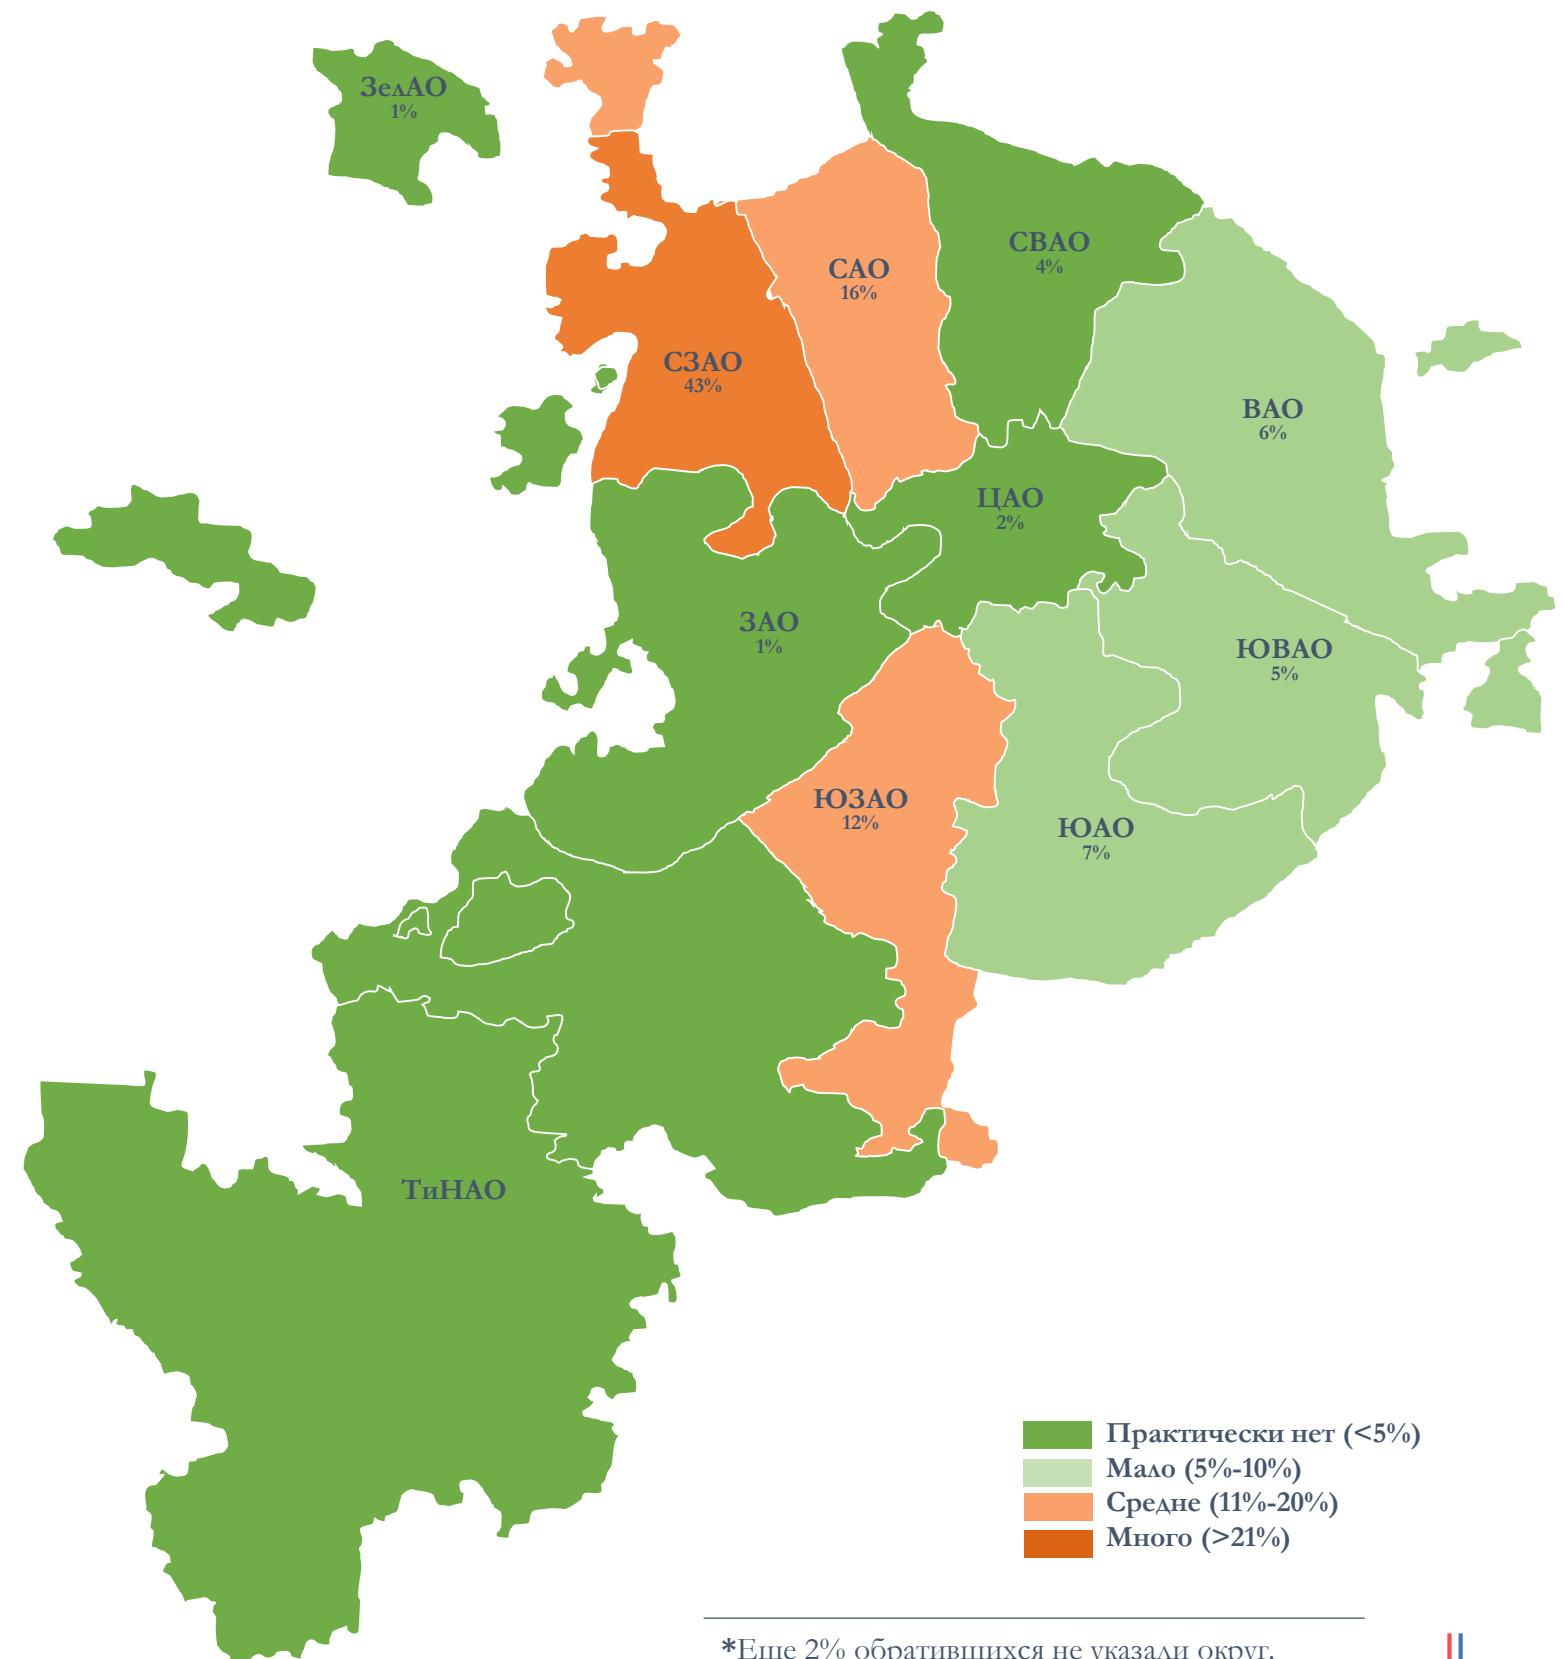 ЗелАО
1%
СВАО
4%
САО
16%
СЗАО
43%
ВАО
6%
ЦАО
2%
ЗАО
1%
ЮВАО
5%
ЮЗАО
12%
ЮАО
7%
ТиНАО
Практически нет (<5%)
Мало (5%-10%)
Средне (11%-20%)
Много (>21%)
*Еще 2% обратившихся не указали округ.